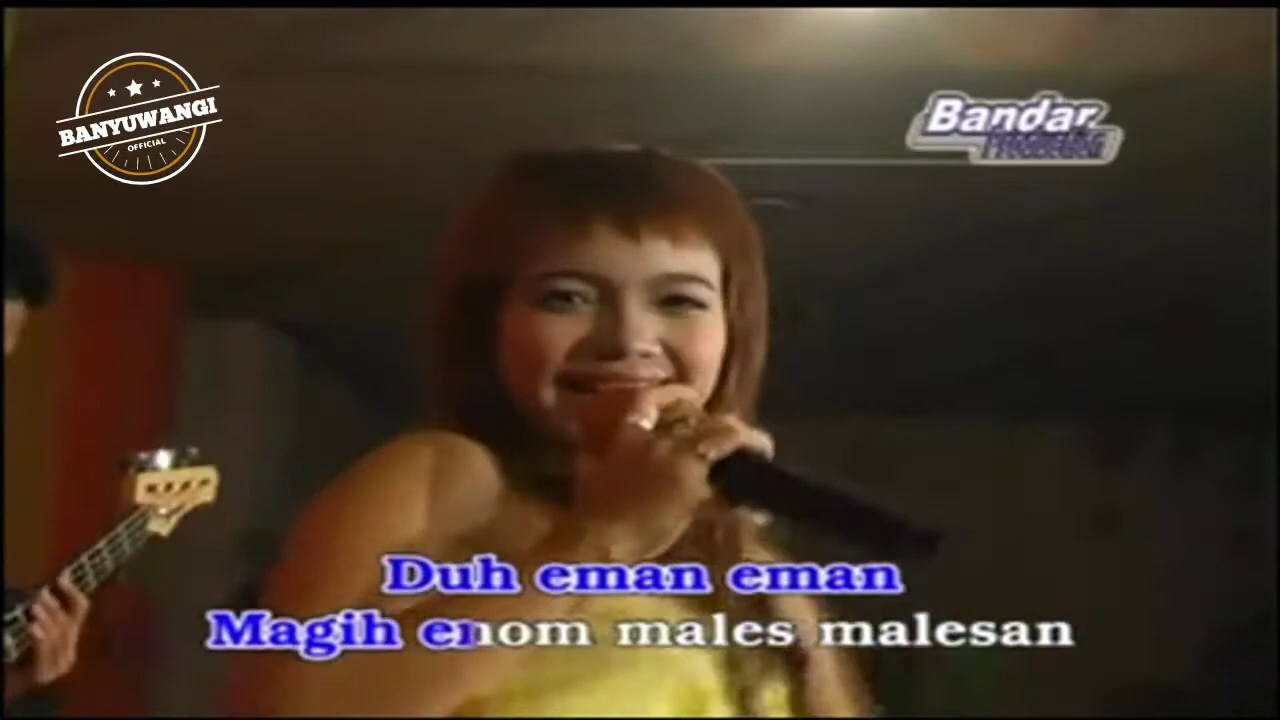 BANYUWANGI
OFFICIAL
Bandar
Duh eman eman
Magih enom males malesan